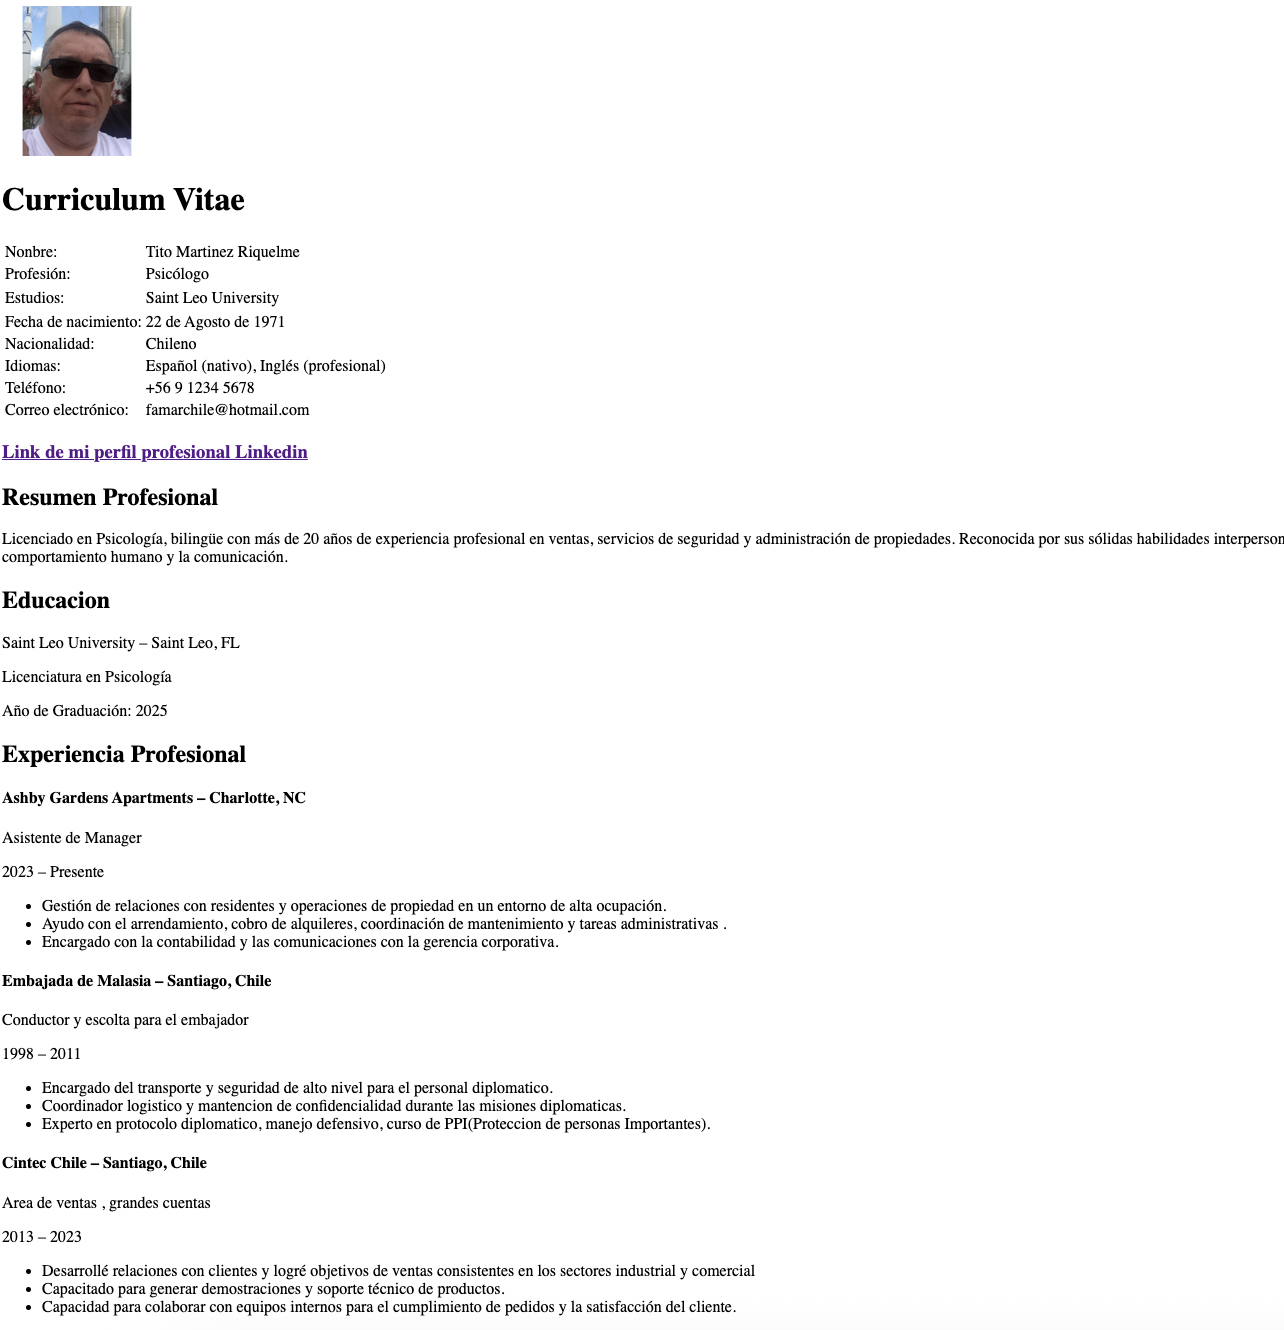 Curriculum Vitae
Nonbre: Tito Martinez Riquelme
Profesión: Psicólogo
Estudios: Saint Leo University
Fecha de nacimiento: 22 de Agosto de 1971
Nacionalidad: Chileno
Idiomas: Español (nativo), Inglés (profesional)
Teléfono: +56 9 1234 5678
Correo electrónico: famarchile@hotmail.com
Link de mi perfil profesional Linkedin
Resumen Profesional
Licenciado en Psicología, bilingüe con más de 20 años de experiencia profesional en ventas, servicios de seguridad y administración de propiedades. Reconocida por sus sólidas habilidades
comportamiento humano y la comunicación.
Educacion
Saint Leo University – Saint Leo, FL
Licenciatura en Psicología
Año de Graduación: 2025
Experiencia Profesional
Ashby Gardens Apartments – Charlotte, NC
Asistente de Manager
2023 – Presente
• Gestión de relaciones con residentes y operaciones de propiedad en un entorno de alta ocupación.
• Ayudo con el arrendamiento, cobro de alquileres, coordinación de mantenimiento y tareas administrativas .
• Encargado con la contabilidad y las comunicaciones con la gerencia corporativa.
Embajada de Malasia – Santiago, Chile
Conductor y escolta para el embajador
1998 – 2011
• Encargado del transporte y seguridad de alto nivel para el personal diplomatico.
• Coordinador logistico y mantencion de confidencialidad durante las misiones diplomaticas.
• Experto en protocolo diplomatico, manejo defensivo, curso de PPI(Proteccion de personas Importantes).
Cintec Chile – Santiago, Chile
Area de ventas , grandes cuentas
2013 – 2023
• Desarrollé relaciones con clientes y logré objetivos de ventas consistentes en los sectores industrial y comercial
• Capacitado para generar demostraciones y soporte técnico de productos.
• Capacidad para colaborar con equipos internos para el cumplimiento de pedidos y la satisfacción del cliente.